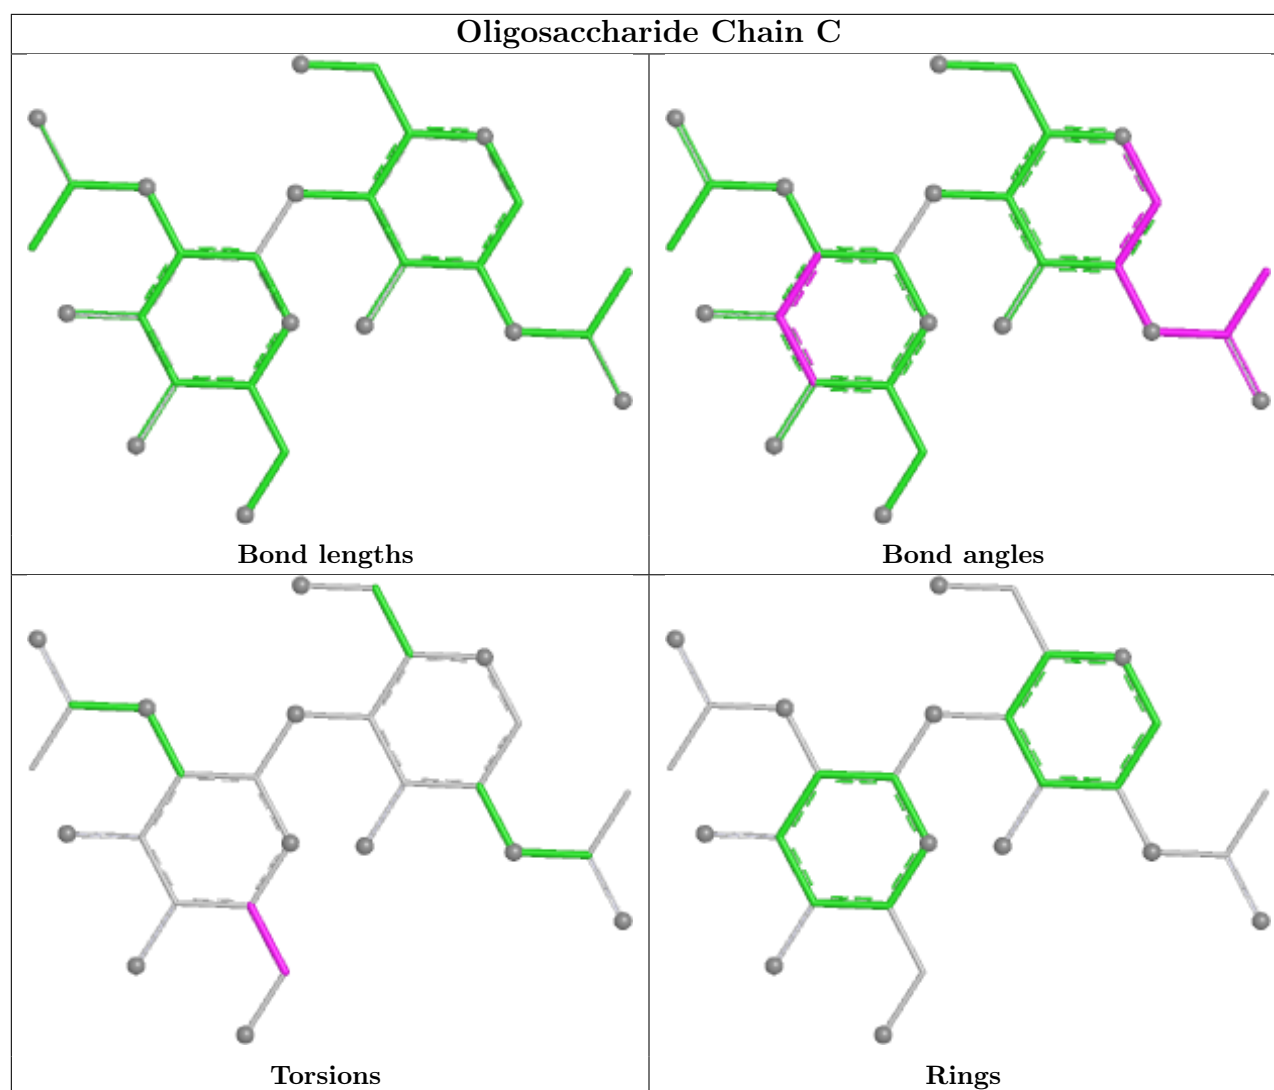 Oligosaccharide Chain C
Bond lengths
Bond angles
Torsions
Rings